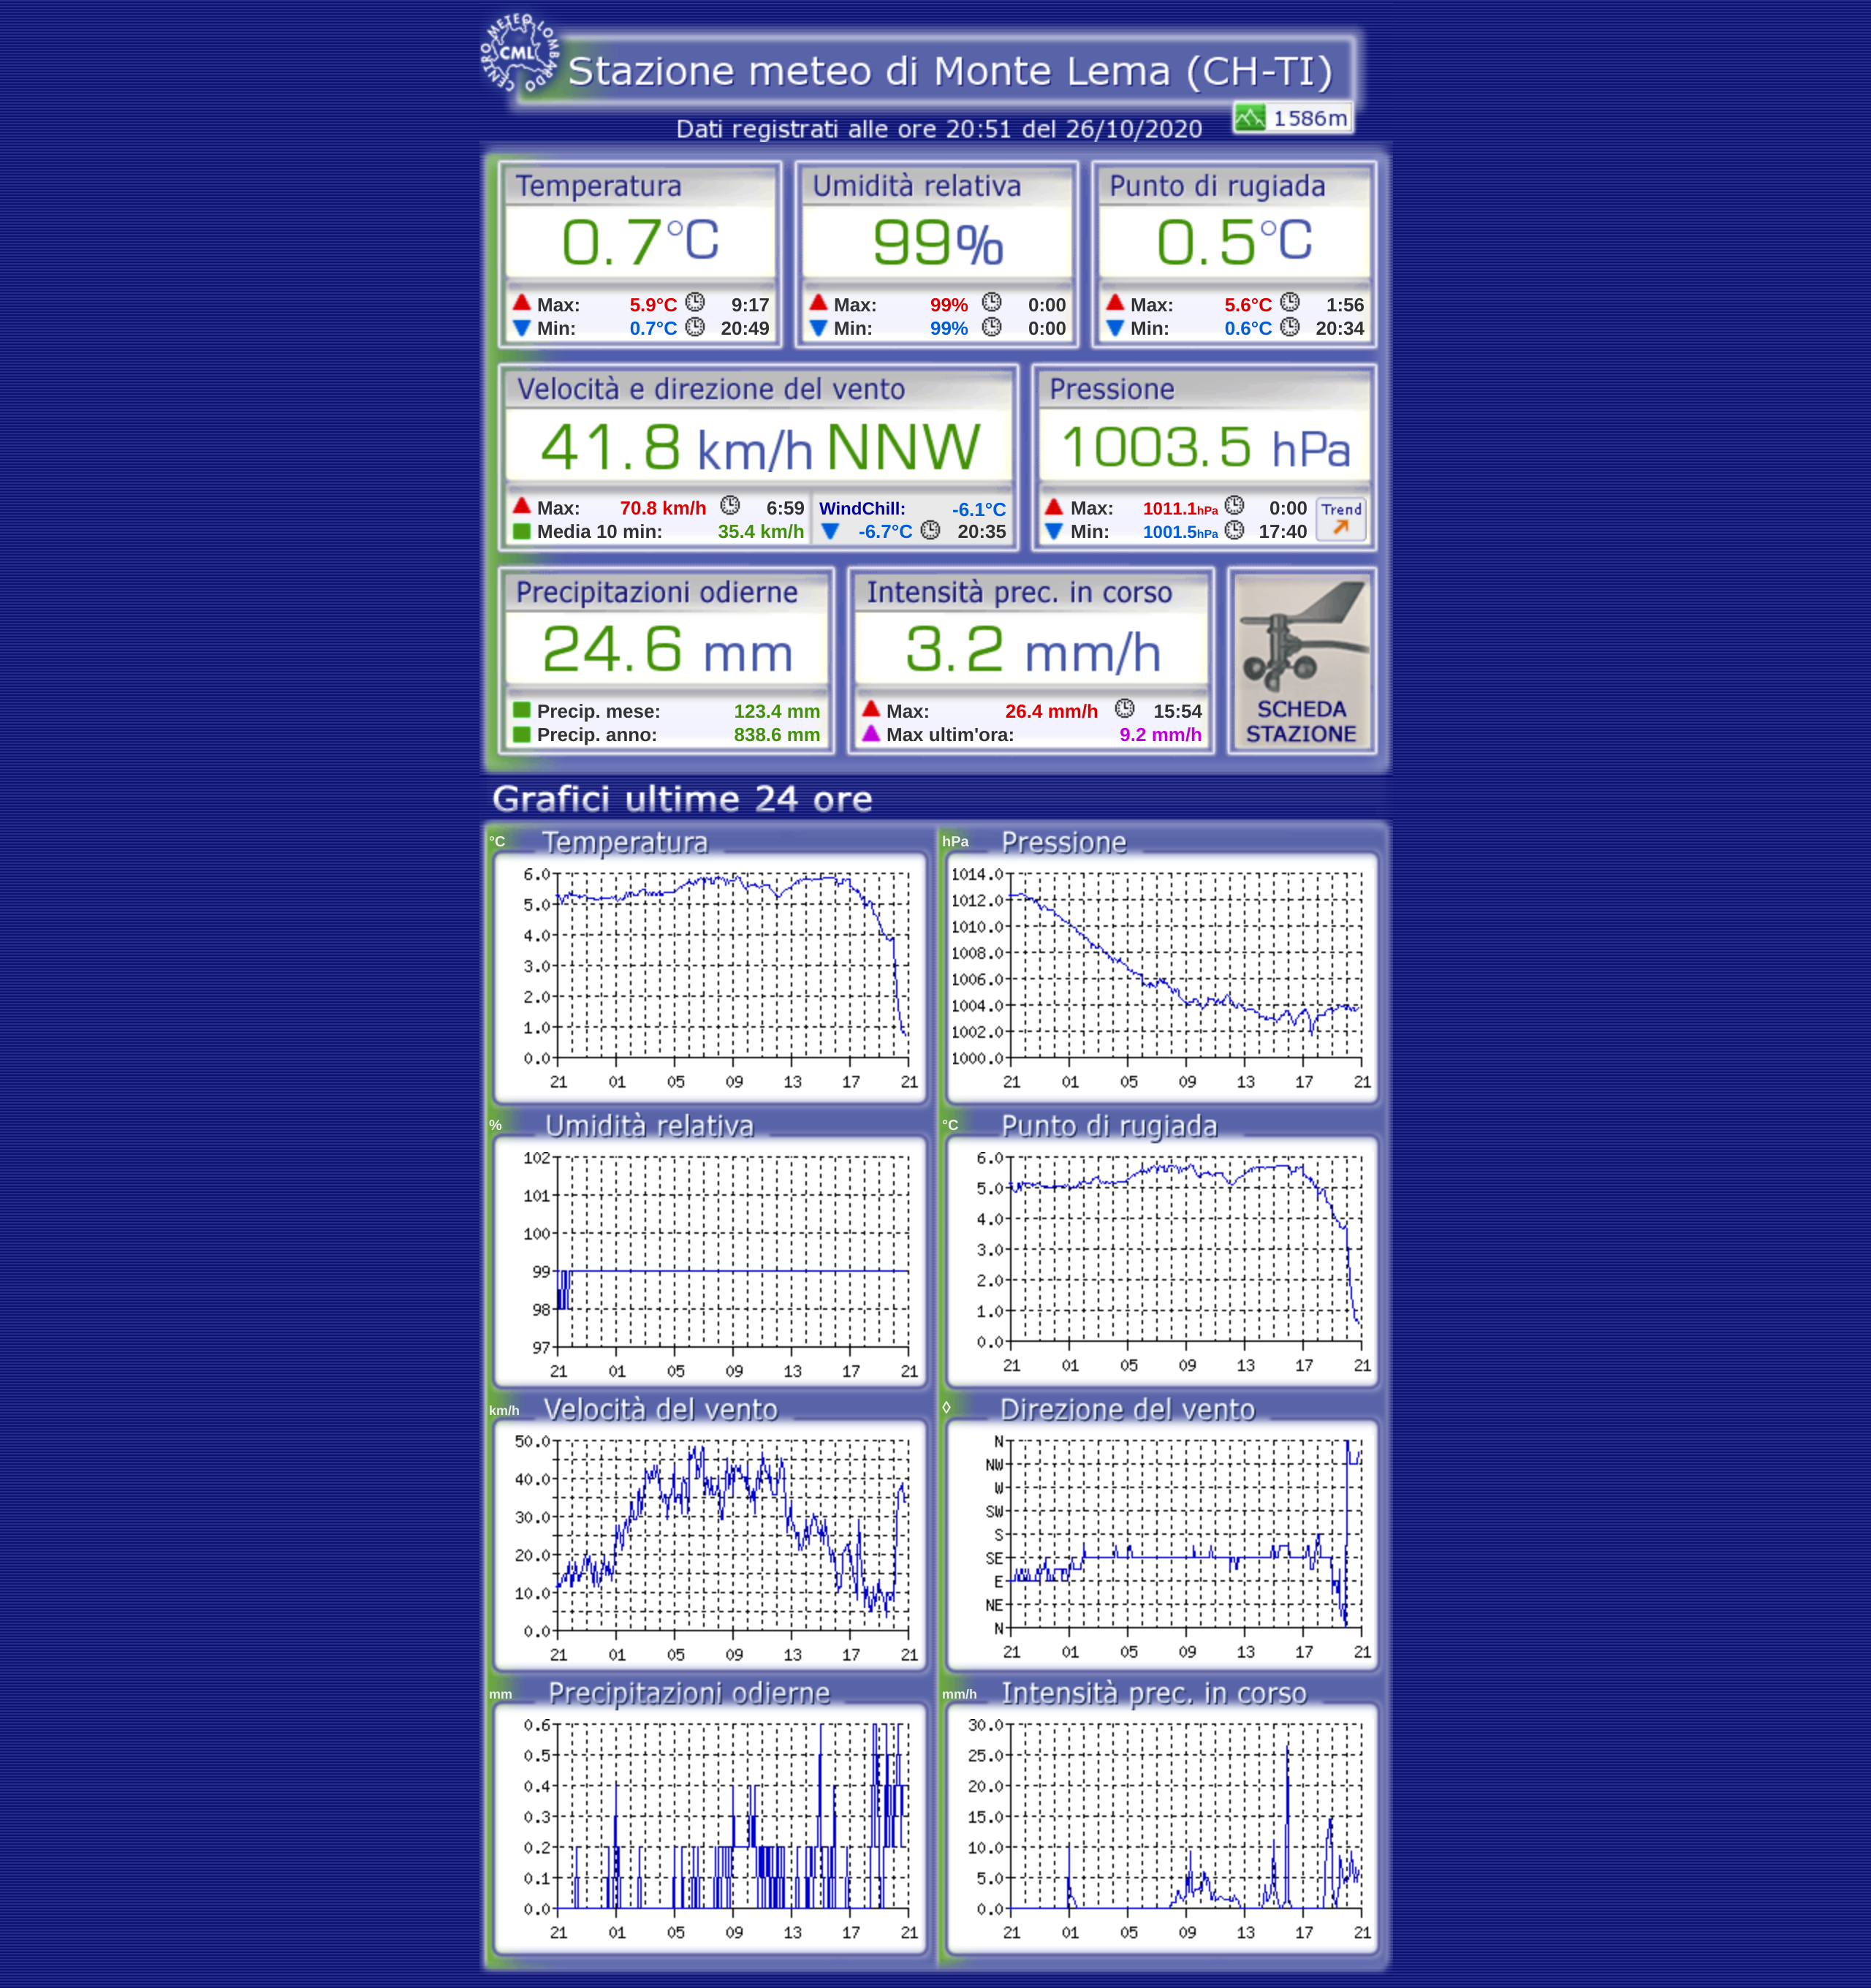 CENTRO METEO LOMBARDO
CML
Stazione meteo di Monte Lema (CH-TI)
1586m
Dati registrati alle ore 20:51 del 26/10/2020
Temperatura Umidità relativa Punto di rugiada
0.7°C 99% 0.5°C
Max: 5.9°C 9:17 Max: 99% 0:00 Max: 5.6°C 1:56
Min: 0.7°C 20:49 Min: 99% 0:00 Min: 0.6°C 20:34
Velocità e direzione del vento Pressione
41.8 km/h NNW 1003.5 hPa
Max: 70.8 km/h 6:59 WindChill: -6.1°C Max: 1011.1hPa 0:00 Trend
Media 10 min: 35.4 km/h -6.7°C 20:35 Min: 1001.5hPa 17:40
Precipitazioni odierne Intensità prec. in corso
24.6 mm 3.2 mm/h
Precip. mese: 123.4 mm Max: 26.4 mm/h 15:54 SCHEDA
Precip. anno: 838.6 mm Max ultim'ora: 9.2 mm/h STAZIONE
Grafici ultime 24 ore
°C Temperatura
6.0
5.0
4.0
3.0
2.0
1.0
0.0
21 01 05 09 13 17 21
hPa Pressione
1014.0
1012.0
1010.0
1008.0
1006.0
1004.0
1002.0
1000.0
21 01 05 09 13 17 21
% Umidità relativa
102
101
100
99
98
97
21 01 05 09 13 17 21
°C Punto di rugiada
6.0
5.0
4.0
3.0
2.0
1.0
0.0
21 01 05 09 13 17 21
km/h Velocità del vento
50.0
40.0
30.0
20.0
10.0
0.0
21 01 05 09 13 17 21
◊ Direzione del vento
N
NW
W
SW
S
SE
E
NE
N
21 01 05 09 13 17 21
mm Precipitazioni odierne
0.6
0.5
0.4
0.3
0.2
0.1
0.0
21 01 05 09 13 17 21
mm/h Intensità prec. in corso
30.0
25.0
20.0
15.0
10.0
5.0
0.0
21 01 05 09 13 17 21